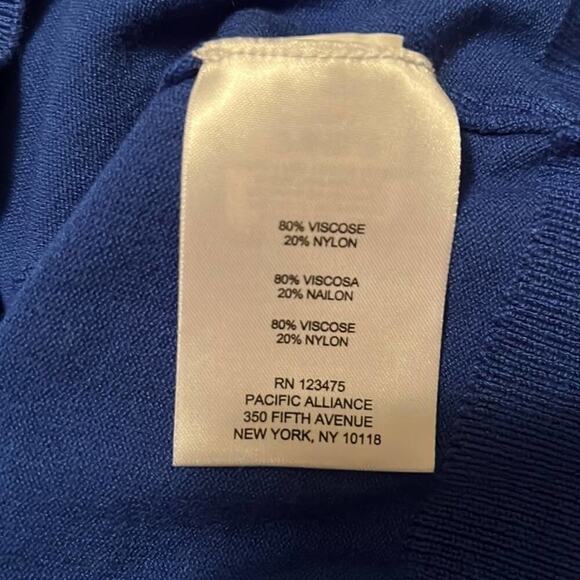 80% VISCOSE
20% NYLON
80% VISCOSA
20% NAILON
80% VISCOSE
20% NYLON
RN 123475
PACIFIC ALLIANCE
350 FIFTH AVENUE
NEW YORK, NY 10118